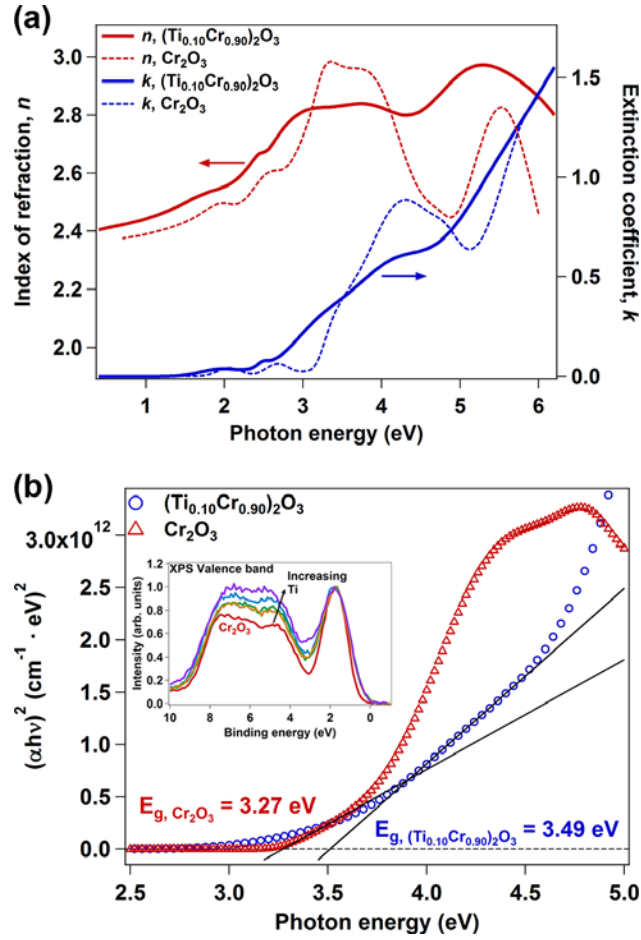 (a)
n, (Ti0.10Cr0.90)2O3
n, Cr2O3
k, (Ti0.10Cr0.90)2O3
k, Cr2O3
Index of refraction, n
3.0
2.8
2.6
2.4
2.2
2.0
Extinction coefficient, k
1.5
1.0
0.5
0.0
1 2 3 4 5 6
Photon energy (eV)
(b)
(Ti0.10Cr0.90)2O3
Cr2O3
(αhν)2 (cm-1 · eV)2
3.0x1012
2.5
2.0
1.5
1.0
0.5
0.0
XPS Valence band
Increasing
Ti
Cr2O3
Intensity (arb. units)
1.0
0.8
0.6
0.4
0.2
0.0
10 8 6 4 2 0
Binding energy (eV)
Eg, Cr2O3 = 3.27 eV
Eg, (Ti0.10Cr0.90)2O3 = 3.49 eV
2.5 3.0 3.5 4.0 4.5 5.0
Photon energy (eV)